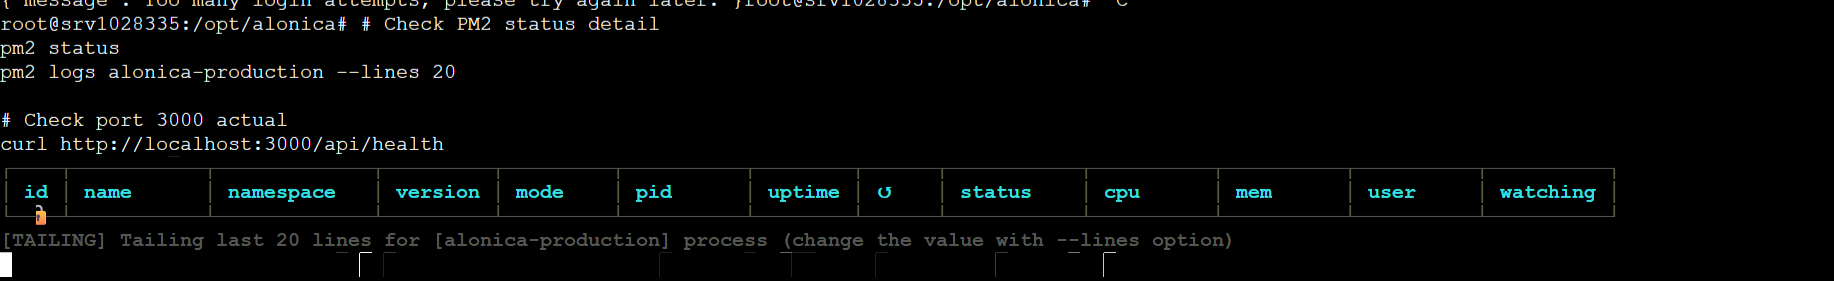 {"message":"Too many login attempts, please try again later."}root@srv1028335:/opt/alonica# ^C
root@srv1028335:/opt/alonica# # Check PM2 status detail
pm2 status
pm2 logs alonica-production --lines 20
# Check port 3000 actual
curl http://localhost:3000/api/health
id name namespace version mode pid uptime ↺ status cpu mem user watching
[TAILING] Tailing last 20 lines for [alonica-production] process (change the value with --lines option)